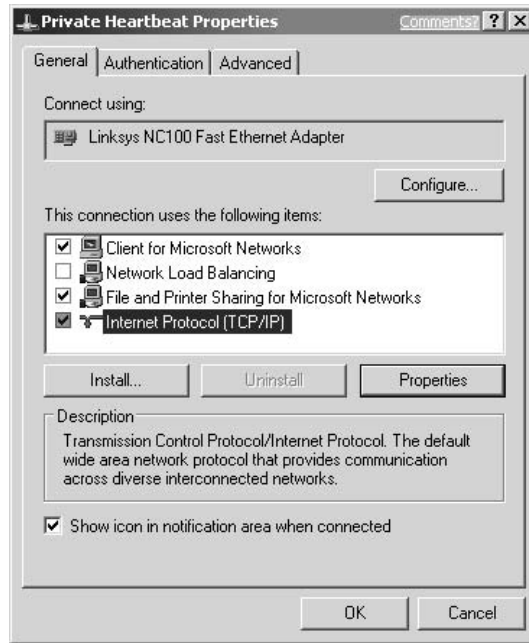 Private Heartbeat Properties
Comments?
General
Authentication
Advanced
Connect using:
Linksys NC100 Fast Ethernet Adapter
Configure...
This connection uses the following items:
Client for Microsoft Networks
Network Load Balancing
File and Printer Sharing for Microsoft Networks
Internet Protocol (TCP/IP)
Install...
Uninstall
Properties
Description
Transmission Control Protocol/Internet Protocol. The default
wide area network protocol that provides communication
across diverse interconnected networks.
Show icon in notification area when connected
OK
Cancel